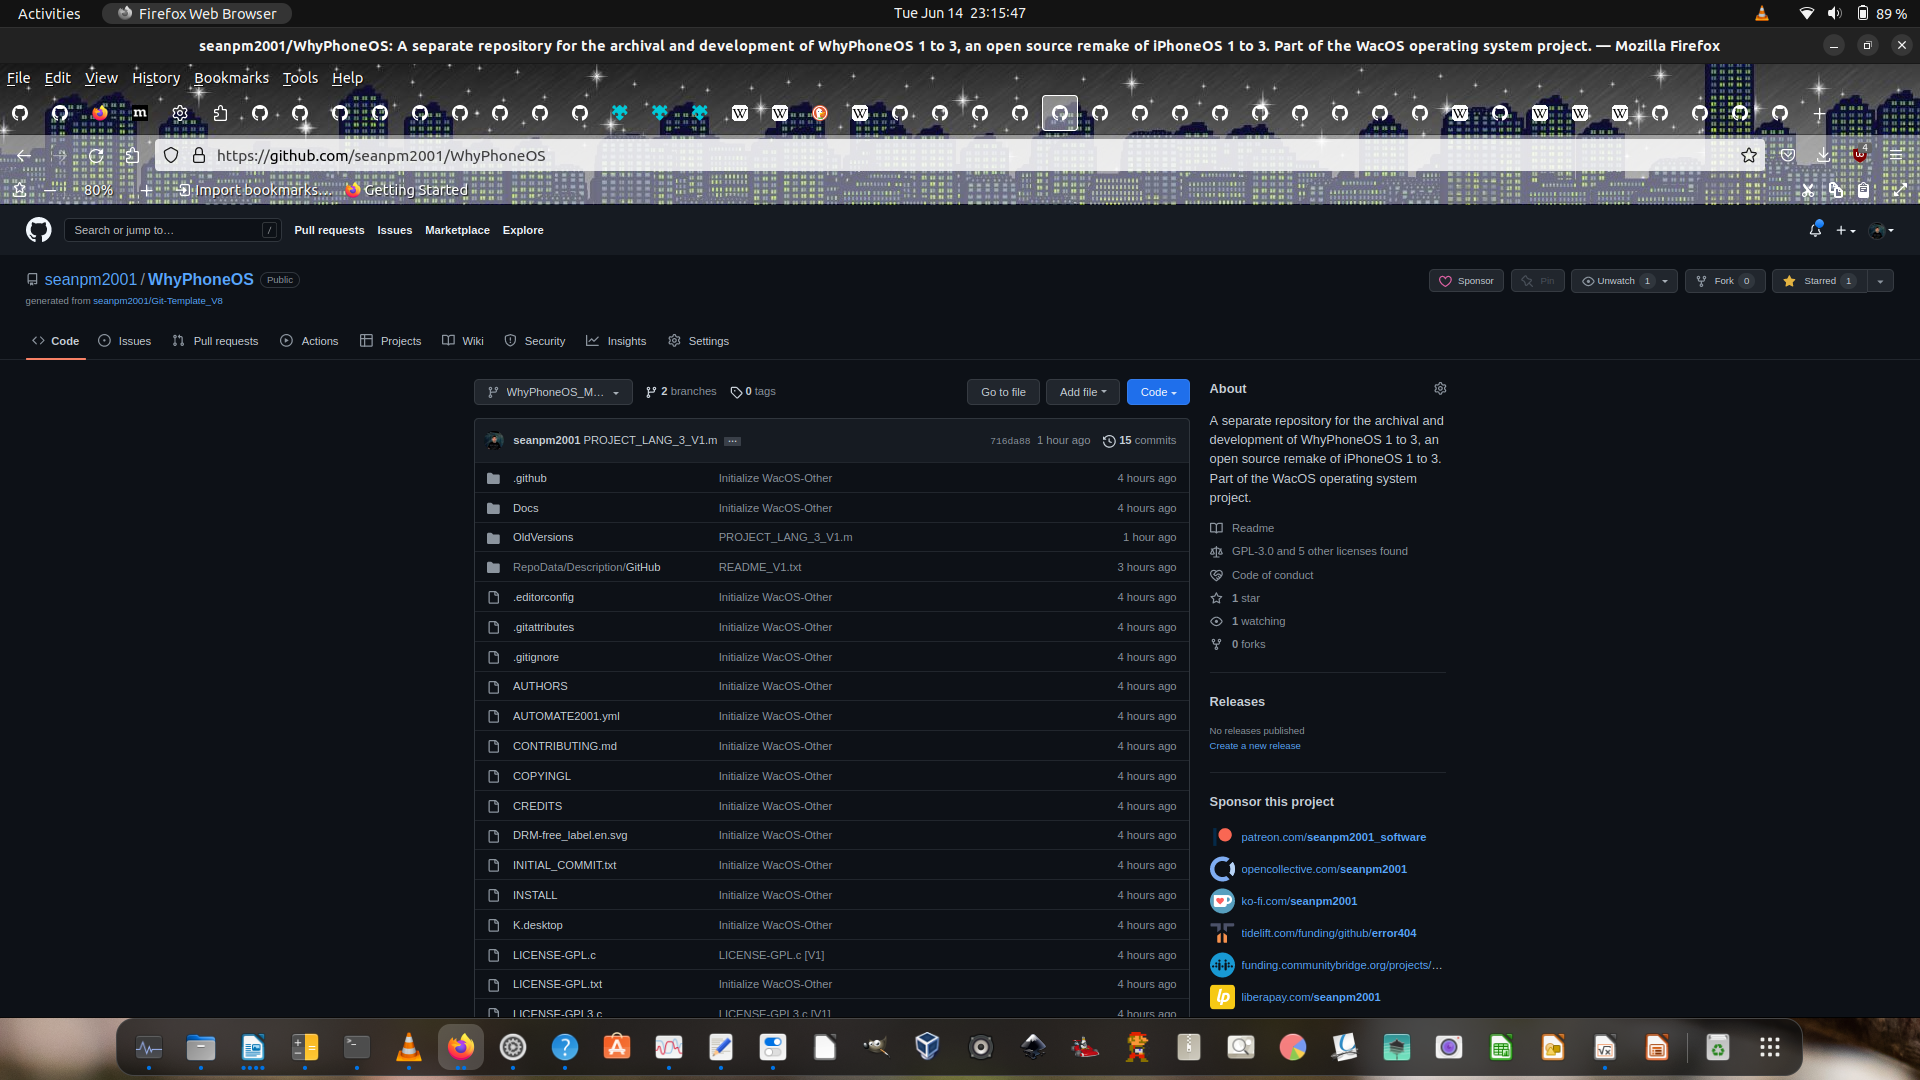 Activities
Firefox Web Browser
Tue Jun 14 23:15:47
89 %
seanpm2001/WhyPhoneOS: A separate repository for the archival and development of WhyPhoneOS 1 to 3, an open source remake of iPhoneOS 1 to 3. Part of the WacOS operating system project. — Mozilla Firefox
File Edit View History Bookmarks Tools Help
https://github.com/seanpm2001/WhyPhoneOS
4
80%
Import bookmarks...
Getting Started
Search or jump to...
/
Pull requests Issues Marketplace Explore
seanpm2001 / WhyPhoneOS Public
Sponsor
Pin
Unwatch 1
Fork 0
Starred 1
generated from seanpm2001/Git-Template_V8
Code Issues Pull requests Actions Projects Wiki Security Insights Settings
WhyPhoneOS_M...
2 branches
0 tags
Go to file
Add file
Code
seanpm2001 PROJECT_LANG_3_V1.m ... 716da88 1 hour ago 15 commits
.github Initialize WacOS-Other 4 hours ago
Docs Initialize WacOS-Other 4 hours ago
OldVersions PROJECT_LANG_3_V1.m 1 hour ago
RepoData/Description/GitHub README_V1.txt 3 hours ago
.editorconfig Initialize WacOS-Other 4 hours ago
.gitattributes Initialize WacOS-Other 4 hours ago
.gitignore Initialize WacOS-Other 4 hours ago
AUTHORS Initialize WacOS-Other 4 hours ago
AUTOMATE2001.yml Initialize WacOS-Other 4 hours ago
CONTRIBUTING.md Initialize WacOS-Other 4 hours ago
COPYINGL Initialize WacOS-Other 4 hours ago
CREDITS Initialize WacOS-Other 4 hours ago
DRM-free_label.en.svg Initialize WacOS-Other 4 hours ago
INITIAL_COMMIT.txt Initialize WacOS-Other 4 hours ago
INSTALL Initialize WacOS-Other 4 hours ago
K.desktop Initialize WacOS-Other 4 hours ago
LICENSE-GPL.c LICENSE-GPL.c [V1] 4 hours ago
LICENSE-GPL.txt Initialize WacOS-Other 4 hours ago
LICENSE-GPL3.c LICENSE-GPL3.c [V1] 4 hours ago
About
A separate repository for the archival and
development of WhyPhoneOS 1 to 3, an
open source remake of iPhoneOS 1 to 3.
Part of the WacOS operating system
project.
Readme
GPL-3.0 and 5 other licenses found
Code of conduct
1 star
1 watching
0 forks
Releases
No releases published
Create a new release
Sponsor this project
patreon.com/seanpm2001_software
opencollective.com/seanpm2001
ko-fi.com/seanpm2001
tidelift.com/funding/github/error404
funding.communitybridge.org/projects/...
liberapay.com/seanpm2001